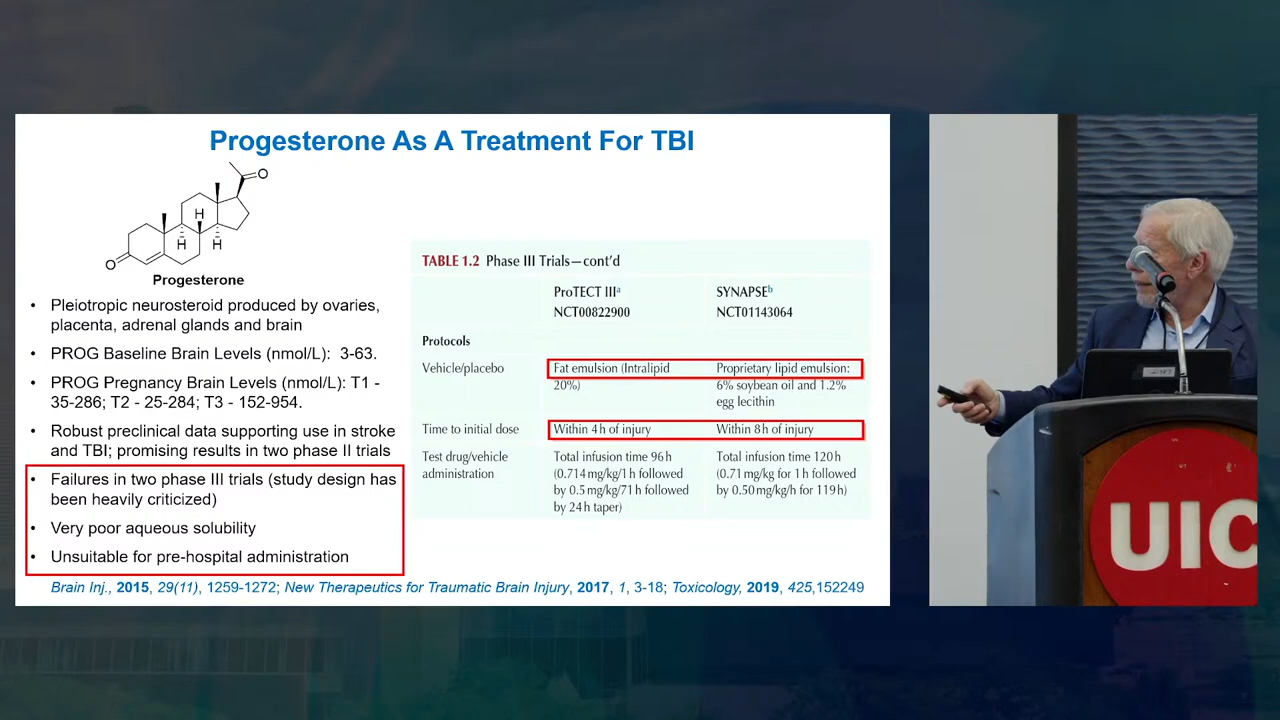 Progesterone As A Treatment For TBI
O
H
H
H
O
Progesterone
• Pleiotropic neurosteroid produced by ovaries,
placenta, adrenal glands and brain
• PROG Baseline Brain Levels (nmol/L): 3-63.
• PROG Pregnancy Brain Levels (nmol/L): T1 -
35-286; T2 - 25-284; T3 - 152-954.
• Robust preclinical data supporting use in stroke
and TBI; promising results in two phase II trials
• Failures in two phase III trials (study design has
been heavily criticized)
• Very poor aqueous solubility
• Unsuitable for pre-hospital administration
TABLE 1.2 Phase III Trials—cont'd
ProTECT IIIa
NCT00822900
SYNAPSEb
NCT01143064
Protocols
Vehicle/placebo
Fat emulsion (Intralipid
20%)
Proprietary lipid emulsion:
6% soybean oil and 1.2%
egg lecithin
Time to initial dose
Within 4 h of injury
Within 8 h of injury
Test drug/vehicle
administration
Total infusion time 96 h
(0.714 mg/kg/1 h followed
by 0.5 mg/kg/71 h followed
by 24 h taper)
Total infusion time 120 h
(0.71 mg/kg for 1 h followed
by 0.50 mg/kg/h for 119 h)
Brain Inj., 2015, 29(11), 1259-1272; New Therapeutics for Traumatic Brain Injury, 2017, 1, 3-18; Toxicology, 2019, 425,152249
UIC